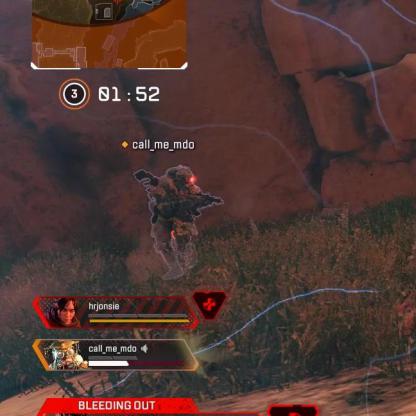 3
01:52
call_me_mdo
hrjonsie
call_me_mdo
BLEEDING OUT